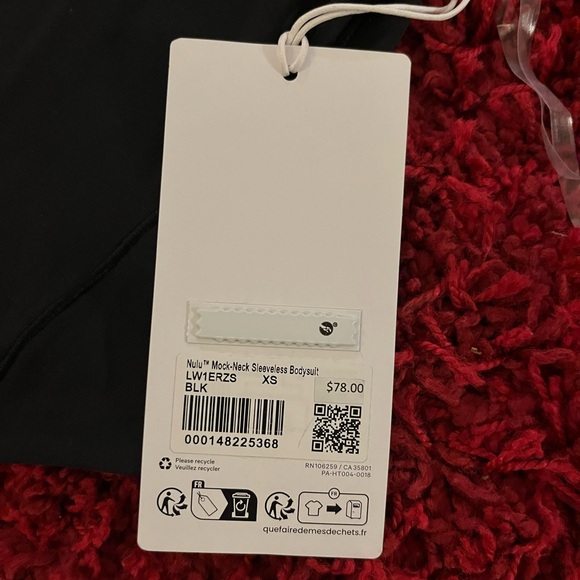 Nulu™ Mock-Neck Sleeveless Bodysuit
LW1ERZS XS
BLK
$78.00
000148225368
Please recycle
Veuillez recycler
RN106259 / CA35801
PA-HT004-0018
FR
FR
quefairedemesdechets.fr